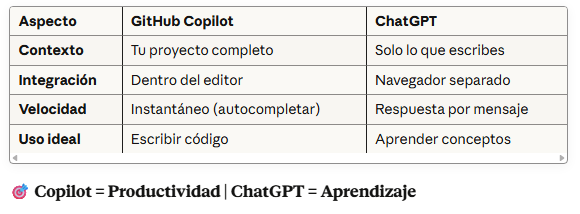 Aspecto GitHub Copilot ChatGPT
Contexto Tu proyecto completo Solo lo que escribes
Integración Dentro del editor Navegador separado
Velocidad Instantáneo (autocompletar) Respuesta por mensaje
Uso ideal Escribir código Aprender conceptos
🎯 Copilot = Productividad | ChatGPT = Aprendizaje